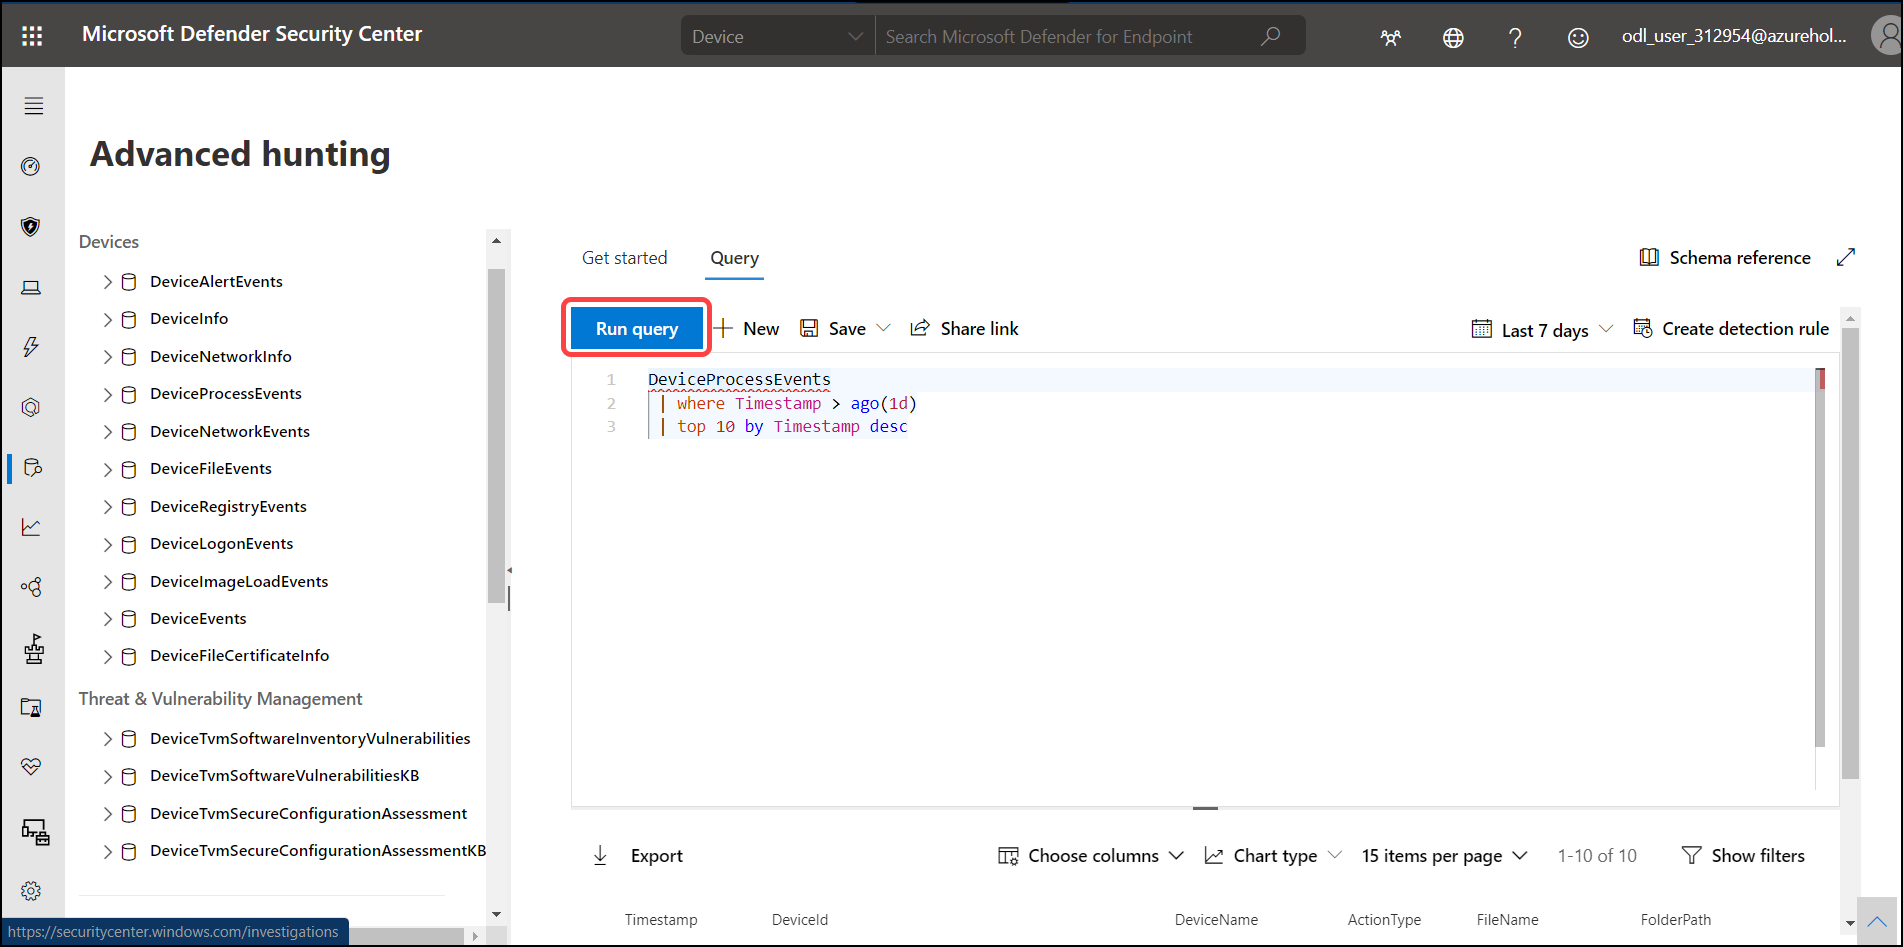 Microsoft Defender Security Center
Device
Search Microsoft Defender for Endpoint
?
odl_user_312954@azurehol...
Advanced hunting
Devices
DeviceAlertEvents
DeviceInfo
DeviceNetworkInfo
DeviceProcessEvents
DeviceNetworkEvents
DeviceFileEvents
DeviceRegistryEvents
DeviceLogonEvents
DeviceImageLoadEvents
DeviceEvents
DeviceFileCertificateInfo
Threat & Vulnerability Management
DeviceTvmSoftwareInventoryVulnerabilities
DeviceTvmSoftwareVulnerabilitiesKB
DeviceTvmSecureConfigurationAssessment
DeviceTvmSecureConfigurationAssessmentKB
https://securitycenter.windows.com/investigations
Get started Query
Schema reference
Run query New Save Share link
Last 7 days Create detection rule
1 DeviceProcessEvents
2 | where Timestamp > ago(1d)
3 | top 10 by Timestamp desc
Export
Choose columns Chart type 15 items per page 1-10 of 10 Show filters
Timestamp DeviceId DeviceName ActionType FileName FolderPath